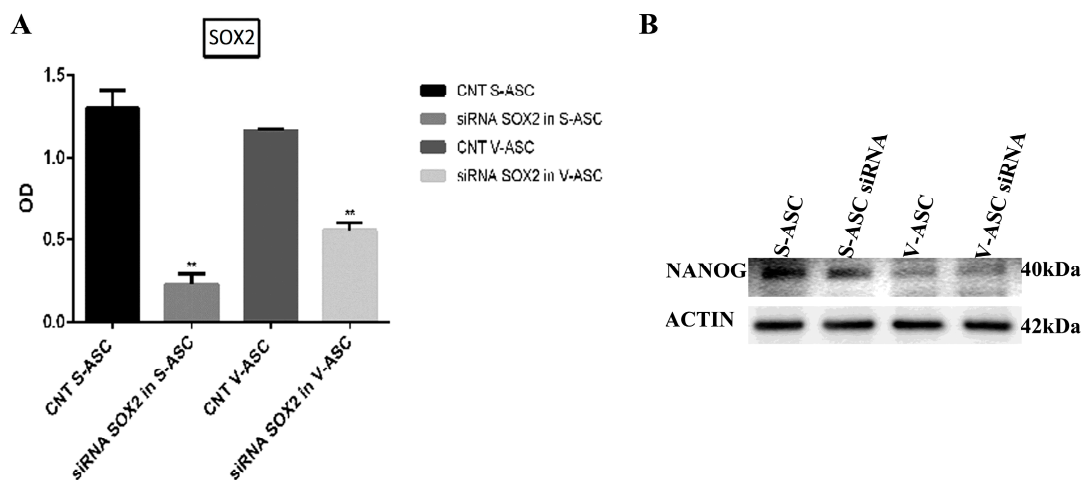 A
SOX2
1.5
1.0
0.5
0.0
OD
**
**
CNT S-ASC
siRNA SOX2 in S-ASC
CNT V-ASC
siRNA SOX2 in V-ASC
CNT S-ASC
siRNA SOX2 in S-ASC
CNT V-ASC
siRNA SOX2 in V-ASC
B
S-ASC
S-ASC siRNA
V-ASC
V-ASC siRNA
NANOG
40kDa
ACTIN
42kDa